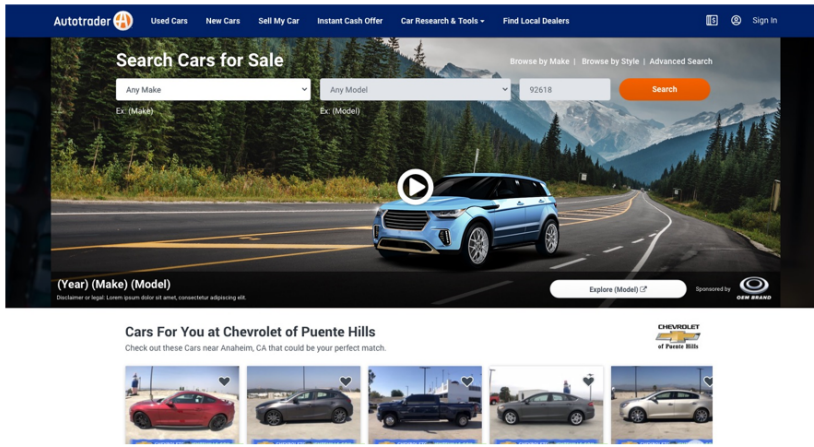 Autotrader Used Cars New Cars Sell My Car Instant Cash Offer Car Research & Tools Find Local Dealers Sign In
Search Cars for Sale
Browse by Make | Browse by Style | Advanced Search
Any Make Any Model 92618 Search
Ex: (Make) Ex: (Model)
(Year) (Make) (Model)
Disclaimer or legal: Lorem ipsum dolor sit amet, consectetur adipiscing elit.
Explore (Model) Sponsored by
OEM BRAND
Cars For You at Chevrolet of Puente Hills
Check out these Cars near Anaheim, CA that could be your perfect match.
CHEVROLET
of Puente Hills